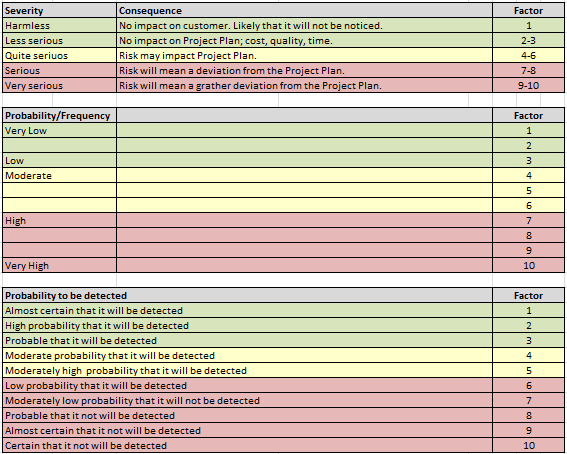 Severity Consequence Factor
Harmless No impact on customer. Likely that it will not be noticed. 1
Less serious No impact on Project Plan; cost, quality, time. 2-3
Quite seriuos Risk may impact Project Plan. 4-6
Serious Risk will mean a deviation from the Project Plan. 7-8
Very serious Risk will mean a grather deviation from the Project Plan. 9-10
Probability/Frequency Factor
Very Low 1
2
Low 3
Moderate 4
5
6
High 7
8
9
Very High 10
Probability to be detected Factor
Almost certain that it will be detected 1
High probability that it will be detected 2
Probable that it will be detected 3
Moderate probability that it will be detected 4
Moderately high probability that it will be detected 5
Low probability that it will be detected 6
Moderately low probability that it will not be detected 7
Probable that it not will be detected 8
Almost certain that it not will be detected 9
Certain that it not will be detected 10